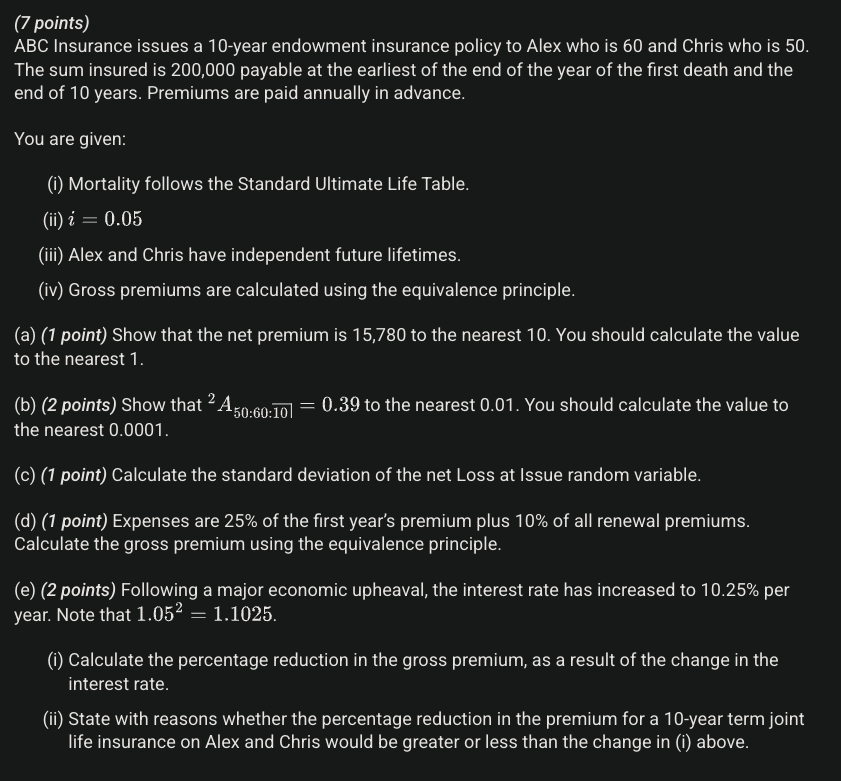 (7 points)
ABC Insurance issues a 10-year endowment insurance policy to Alex who is 60 and Chris who is 50.
The sum insured is 200,000 payable at the earliest of the end of the year of the first death and the
end of 10 years. Premiums are paid annually in advance.
You are given:
(i) Mortality follows the Standard Ultimate Life Table.
(ii) i = 0.05
(iii) Alex and Chris have independent future lifetimes.
(iv) Gross premiums are calculated using the equivalence principle.
(a) (1 point) Show that the net premium is 15,780 to the nearest 10. You should calculate the value
to the nearest 1.
(b) (2 points) Show that ²A_{50:60:\overline{10|}} = 0.39 to the nearest 0.01. You should calculate the value to
the nearest 0.0001.
(c) (1 point) Calculate the standard deviation of the net Loss at Issue random variable.
(d) (1 point) Expenses are 25% of the first year’s premium plus 10% of all renewal premiums.
Calculate the gross premium using the equivalence principle.
(e) (2 points) Following a major economic upheaval, the interest rate has increased to 10.25% per
year. Note that 1.05² = 1.1025.
(i) Calculate the percentage reduction in the gross premium, as a result of the change in the
interest rate.
(ii) State with reasons whether the percentage reduction in the premium for a 10-year term joint
life insurance on Alex and Chris would be greater or less than the change in (i) above.